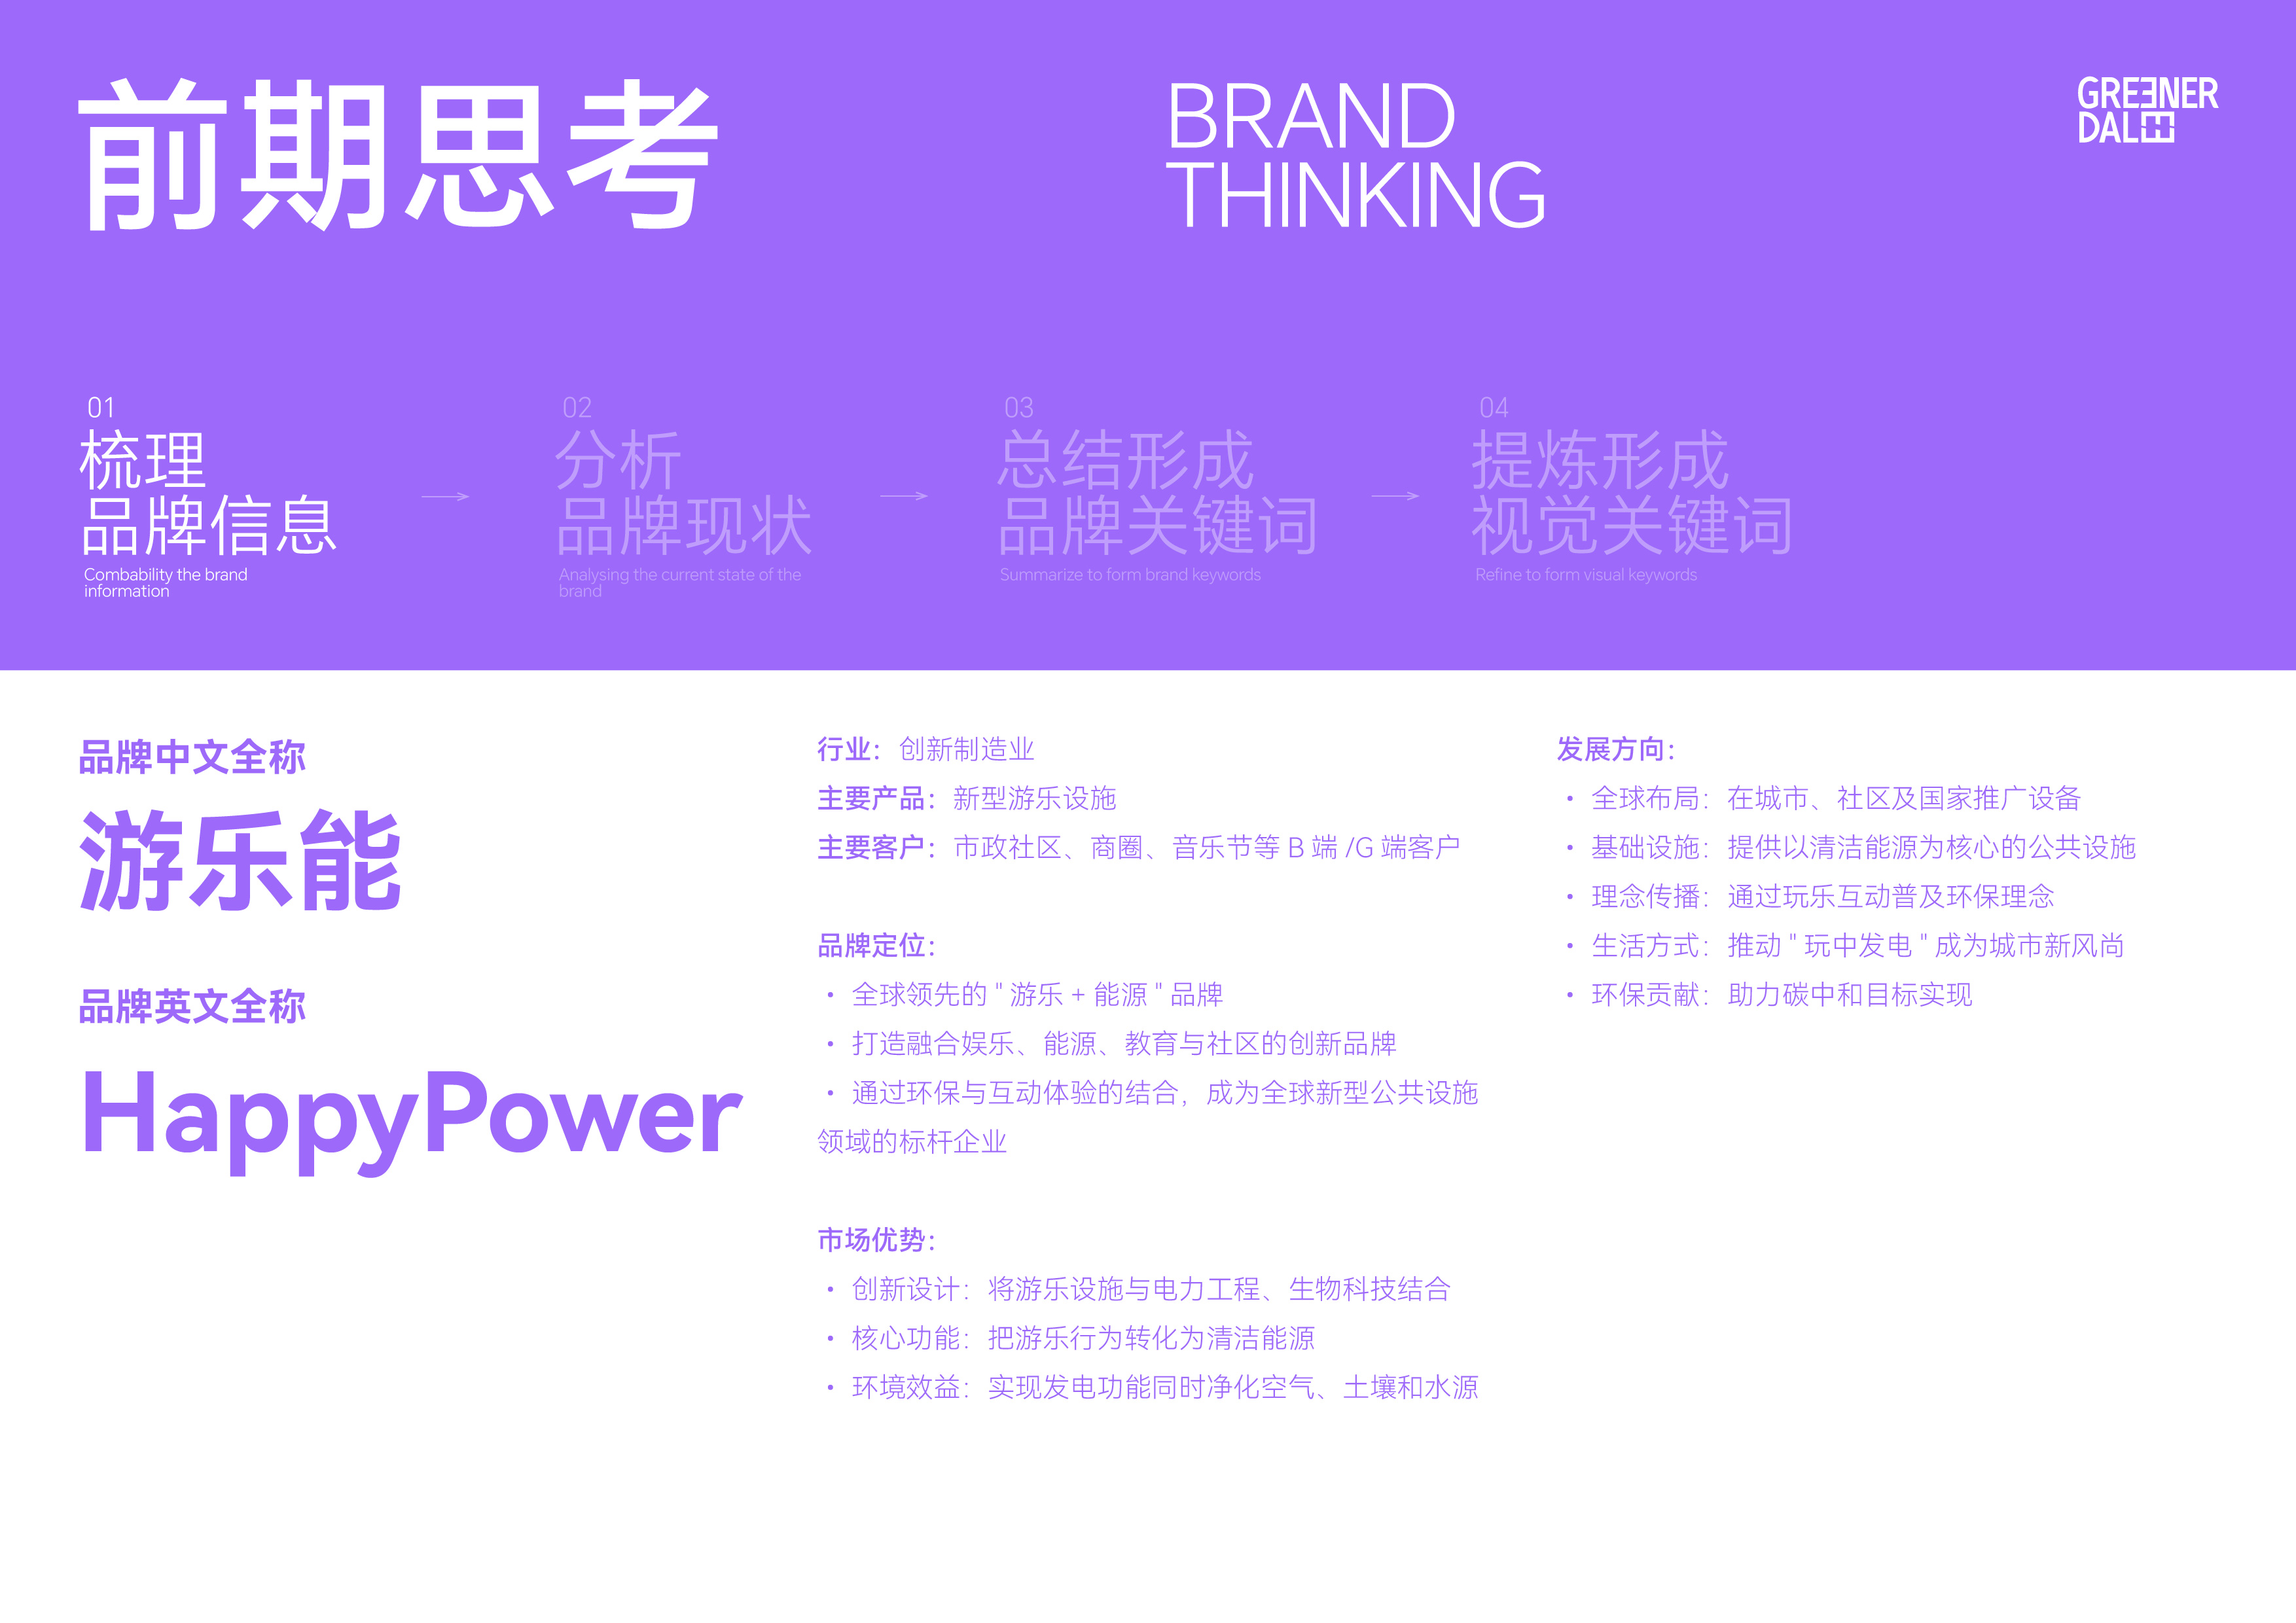 前期思考
BRAND
THINKING
GREENER
DALE
01
梳理
品牌信息
Combability the brand
information
02
分析
品牌现状
Analysing the current state of the
brand
03
总结形成
品牌关键词
Summarize to form brand keywords
04
提炼形成
视觉关键词
Refine to form visual keywords
品牌中文全称
游乐能
品牌英文全称
HappyPower
行业：创新制造业
主要产品：新型游乐设施
主要客户：市政社区、商圈、音乐节等 B 端 /G 端客户
品牌定位：
• 全球领先的 " 游乐 + 能源 " 品牌
• 打造融合娱乐、能源、教育与社区的创新品牌
• 通过环保与互动体验的结合，成为全球新型公共设施
领域的标杆企业
市场优势：
• 创新设计：将游乐设施与电力工程、生物科技结合
• 核心功能：把游乐行为转化为清洁能源
• 环境效益：实现发电功能同时净化空气、土壤和水源
发展方向：
• 全球布局：在城市、社区及国家推广设备
• 基础设施：提供以清洁能源为核心的公共设施
• 理念传播：通过玩乐互动普及环保理念
• 生活方式：推动 " 玩中发电 " 成为城市新风尚
• 环保贡献：助力碳中和目标实现